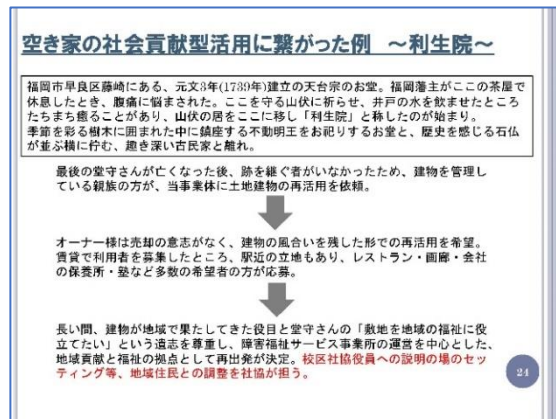 空き家の社会貢献型活用に繋がった例　～利生院～
福岡市早良区藤崎にある、元文3年(1739年)建立の天台宗のお堂。福岡藩主がここの茶屋で
休息したとき、腹痛に悩まされた。ここを守る山伏に祈らせ、井戸の水を飲ませたところ
たちまち癒ることがあり、山伏の居をここに移し「利生院」と称したのが始まり。
季節を彩る樹木に囲まれた中に鎮座する不動明王をお祀りするお堂と、歴史を感じる石仏
が並ぶ横に佇む、趣き深い古民家と離れ。
最後の堂守さんが亡くなった後、跡を継ぐ者がいなかったため、建物を管理し
ている親族の方が、当事業体に土地建物の再活用を依頼。
オーナー様は売却の意志がなく、建物の風合いを残した形での再活用を希望。
賃貸で利用者を募集したところ、駅近の立地もあり、レストラン・画廊・会社
の保養所・塾など多数の希望者の方が応募。
長い間、建物が地域で果たしてきた役目と堂守さんの「敷地を地域の福祉に役
立てたい」という遺志を尊重し、障害福祉サービス事業所の運営を中心とした、
地域貢献と福祉の拠点として再出発が決定。校区社協役員への説明の場のセッ
ティング等、地域住民との調整を社協が担う。
24